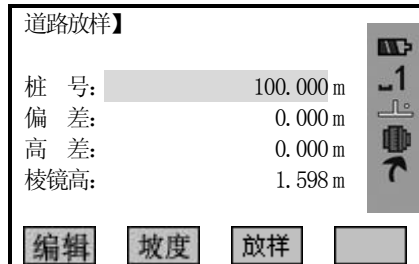 道路放样】
桩 号: 100.000 m
偏 差: 0.000 m
高 差: 0.000 m
棱镜高: 1.598 m
1
编辑 坡度 放样